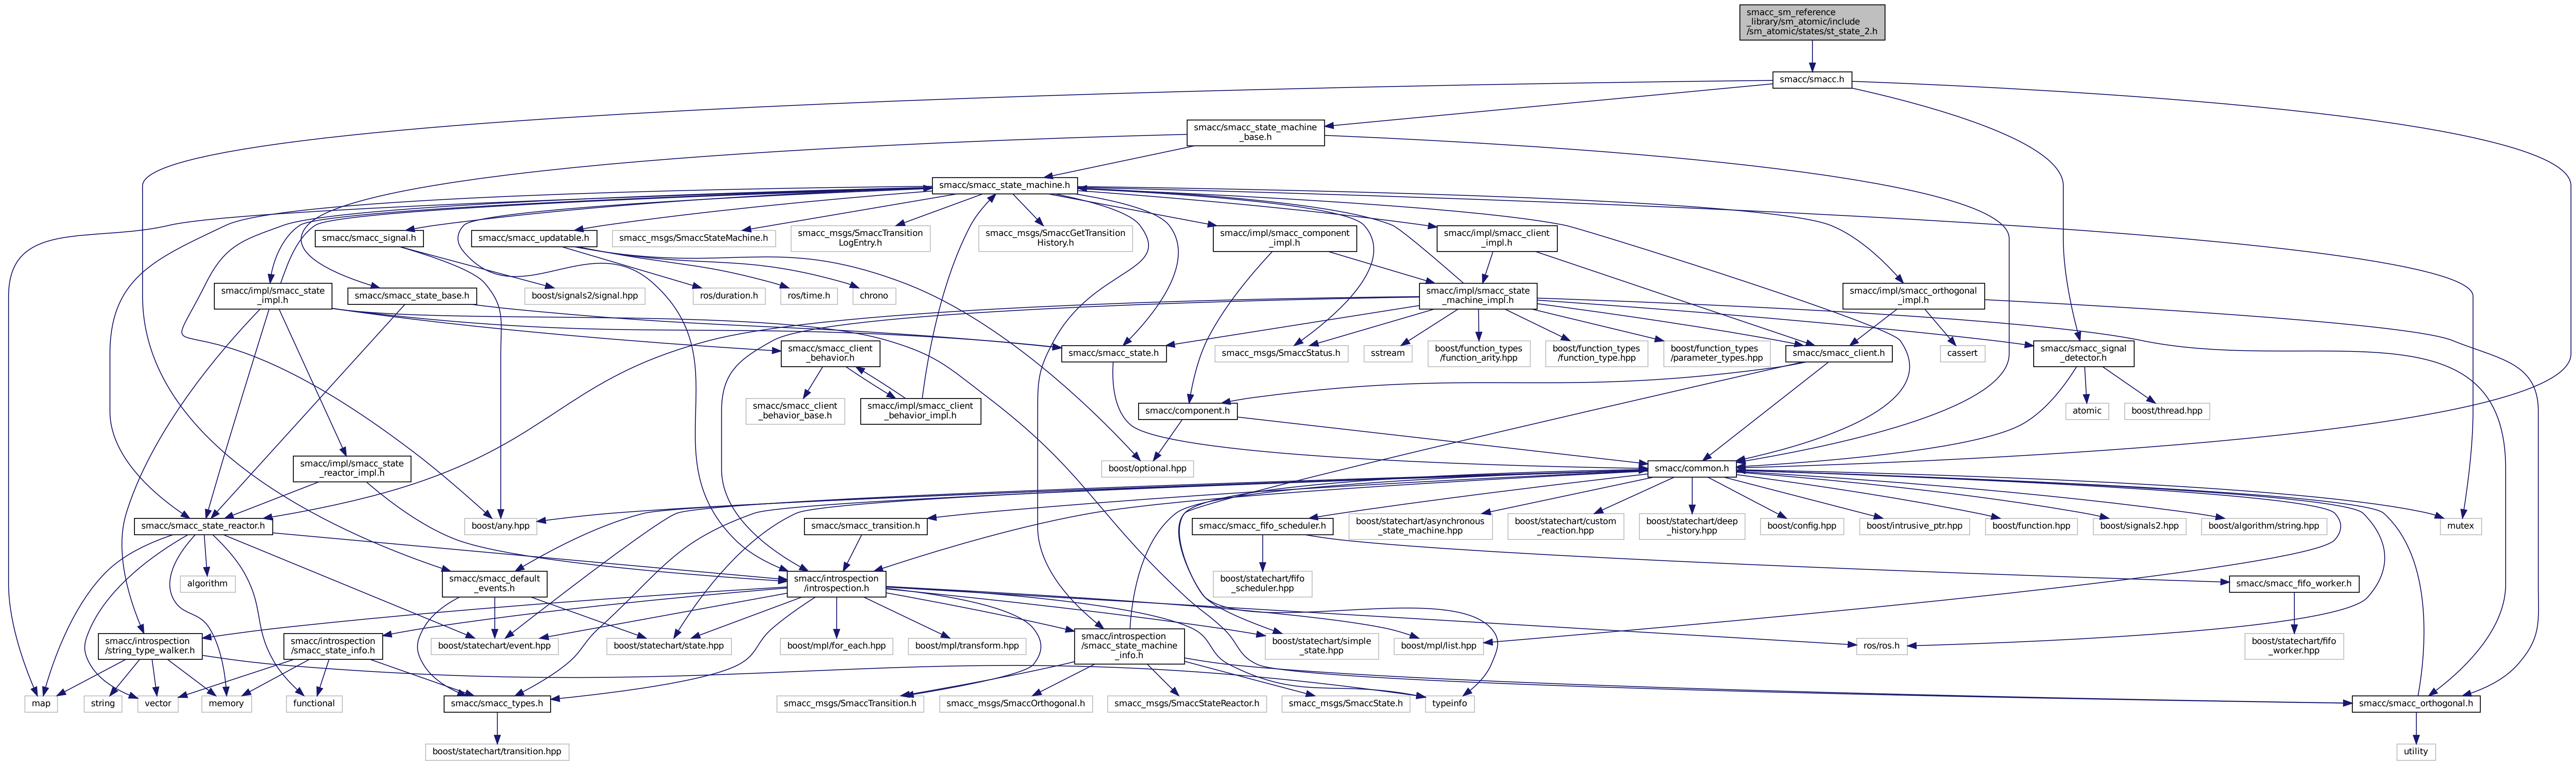 smacc_sm_reference
_library/sm_atomic/include
/sm_atomic/states/st_state_2.h
smacc/smacc.h
smacc/smacc_state_machine
_base.h
smacc/smacc_state_machine.h
smacc/smacc_signal.h
smacc/smacc_updatable.h
smacc_msgs/SmaccStateMachine.h
smacc_msgs/SmaccTransition
LogEntry.h
smacc_msgs/SmaccGetTransition
History.h
smacc/impl/smacc_component
_impl.h
smacc/impl/smacc_client
_impl.h
smacc/impl/smacc_state
_impl.h
smacc/smacc_state_base.h
boost/signals2/signal.hpp
ros/duration.h
ros/time.h
chrono
smacc/impl/smacc_state
_machine_impl.h
smacc/impl/smacc_orthogonal
_impl.h
smacc/smacc_client
_behavior.h
smacc/smacc_state.h
smacc_msgs/SmaccStatus.h
sstream
boost/function_types
/function_arity.hpp
boost/function_types
/function_type.hpp
boost/function_types
/parameter_types.hpp
smacc/smacc_client.h
cassert
smacc/smacc_signal
_detector.h
smacc/smacc_client
_behavior_base.h
smacc/impl/smacc_client
_behavior_impl.h
smacc/component.h
atomic
boost/thread.hpp
smacc/impl/smacc_state
_reactor_impl.h
boost/optional.hpp
smacc/common.h
smacc/smacc_state_reactor.h
boost/any.hpp
smacc/smacc_transition.h
smacc/smacc_fifo_scheduler.h
boost/statechart/asynchronous
_state_machine.hpp
boost/statechart/custom
_reaction.hpp
boost/statechart/deep
_history.hpp
boost/config.hpp
boost/intrusive_ptr.hpp
boost/function.hpp
boost/signals2.hpp
boost/algorithm/string.hpp
mutex
algorithm
smacc/smacc_default
_events.h
smacc/introspection
/introspection.h
boost/statechart/fifo
_scheduler.hpp
smacc/smacc_fifo_worker.h
smacc/introspection
/string_type_walker.h
smacc/introspection
/smacc_state_info.h
boost/statechart/event.hpp
boost/statechart/state.hpp
boost/mpl/for_each.hpp
boost/mpl/transform.hpp
smacc/introspection
/smacc_state_machine
_info.h
boost/statechart/simple
_state.hpp
boost/mpl/list.hpp
ros/ros.h
boost/statechart/fifo
_worker.hpp
map
string
vector
memory
functional
smacc/smacc_types.h
smacc_msgs/SmaccTransition.h
smacc_msgs/SmaccOrthogonal.h
smacc_msgs/SmaccStateReactor.h
smacc_msgs/SmaccState.h
typeinfo
smacc/smacc_orthogonal.h
boost/statechart/transition.hpp
utility